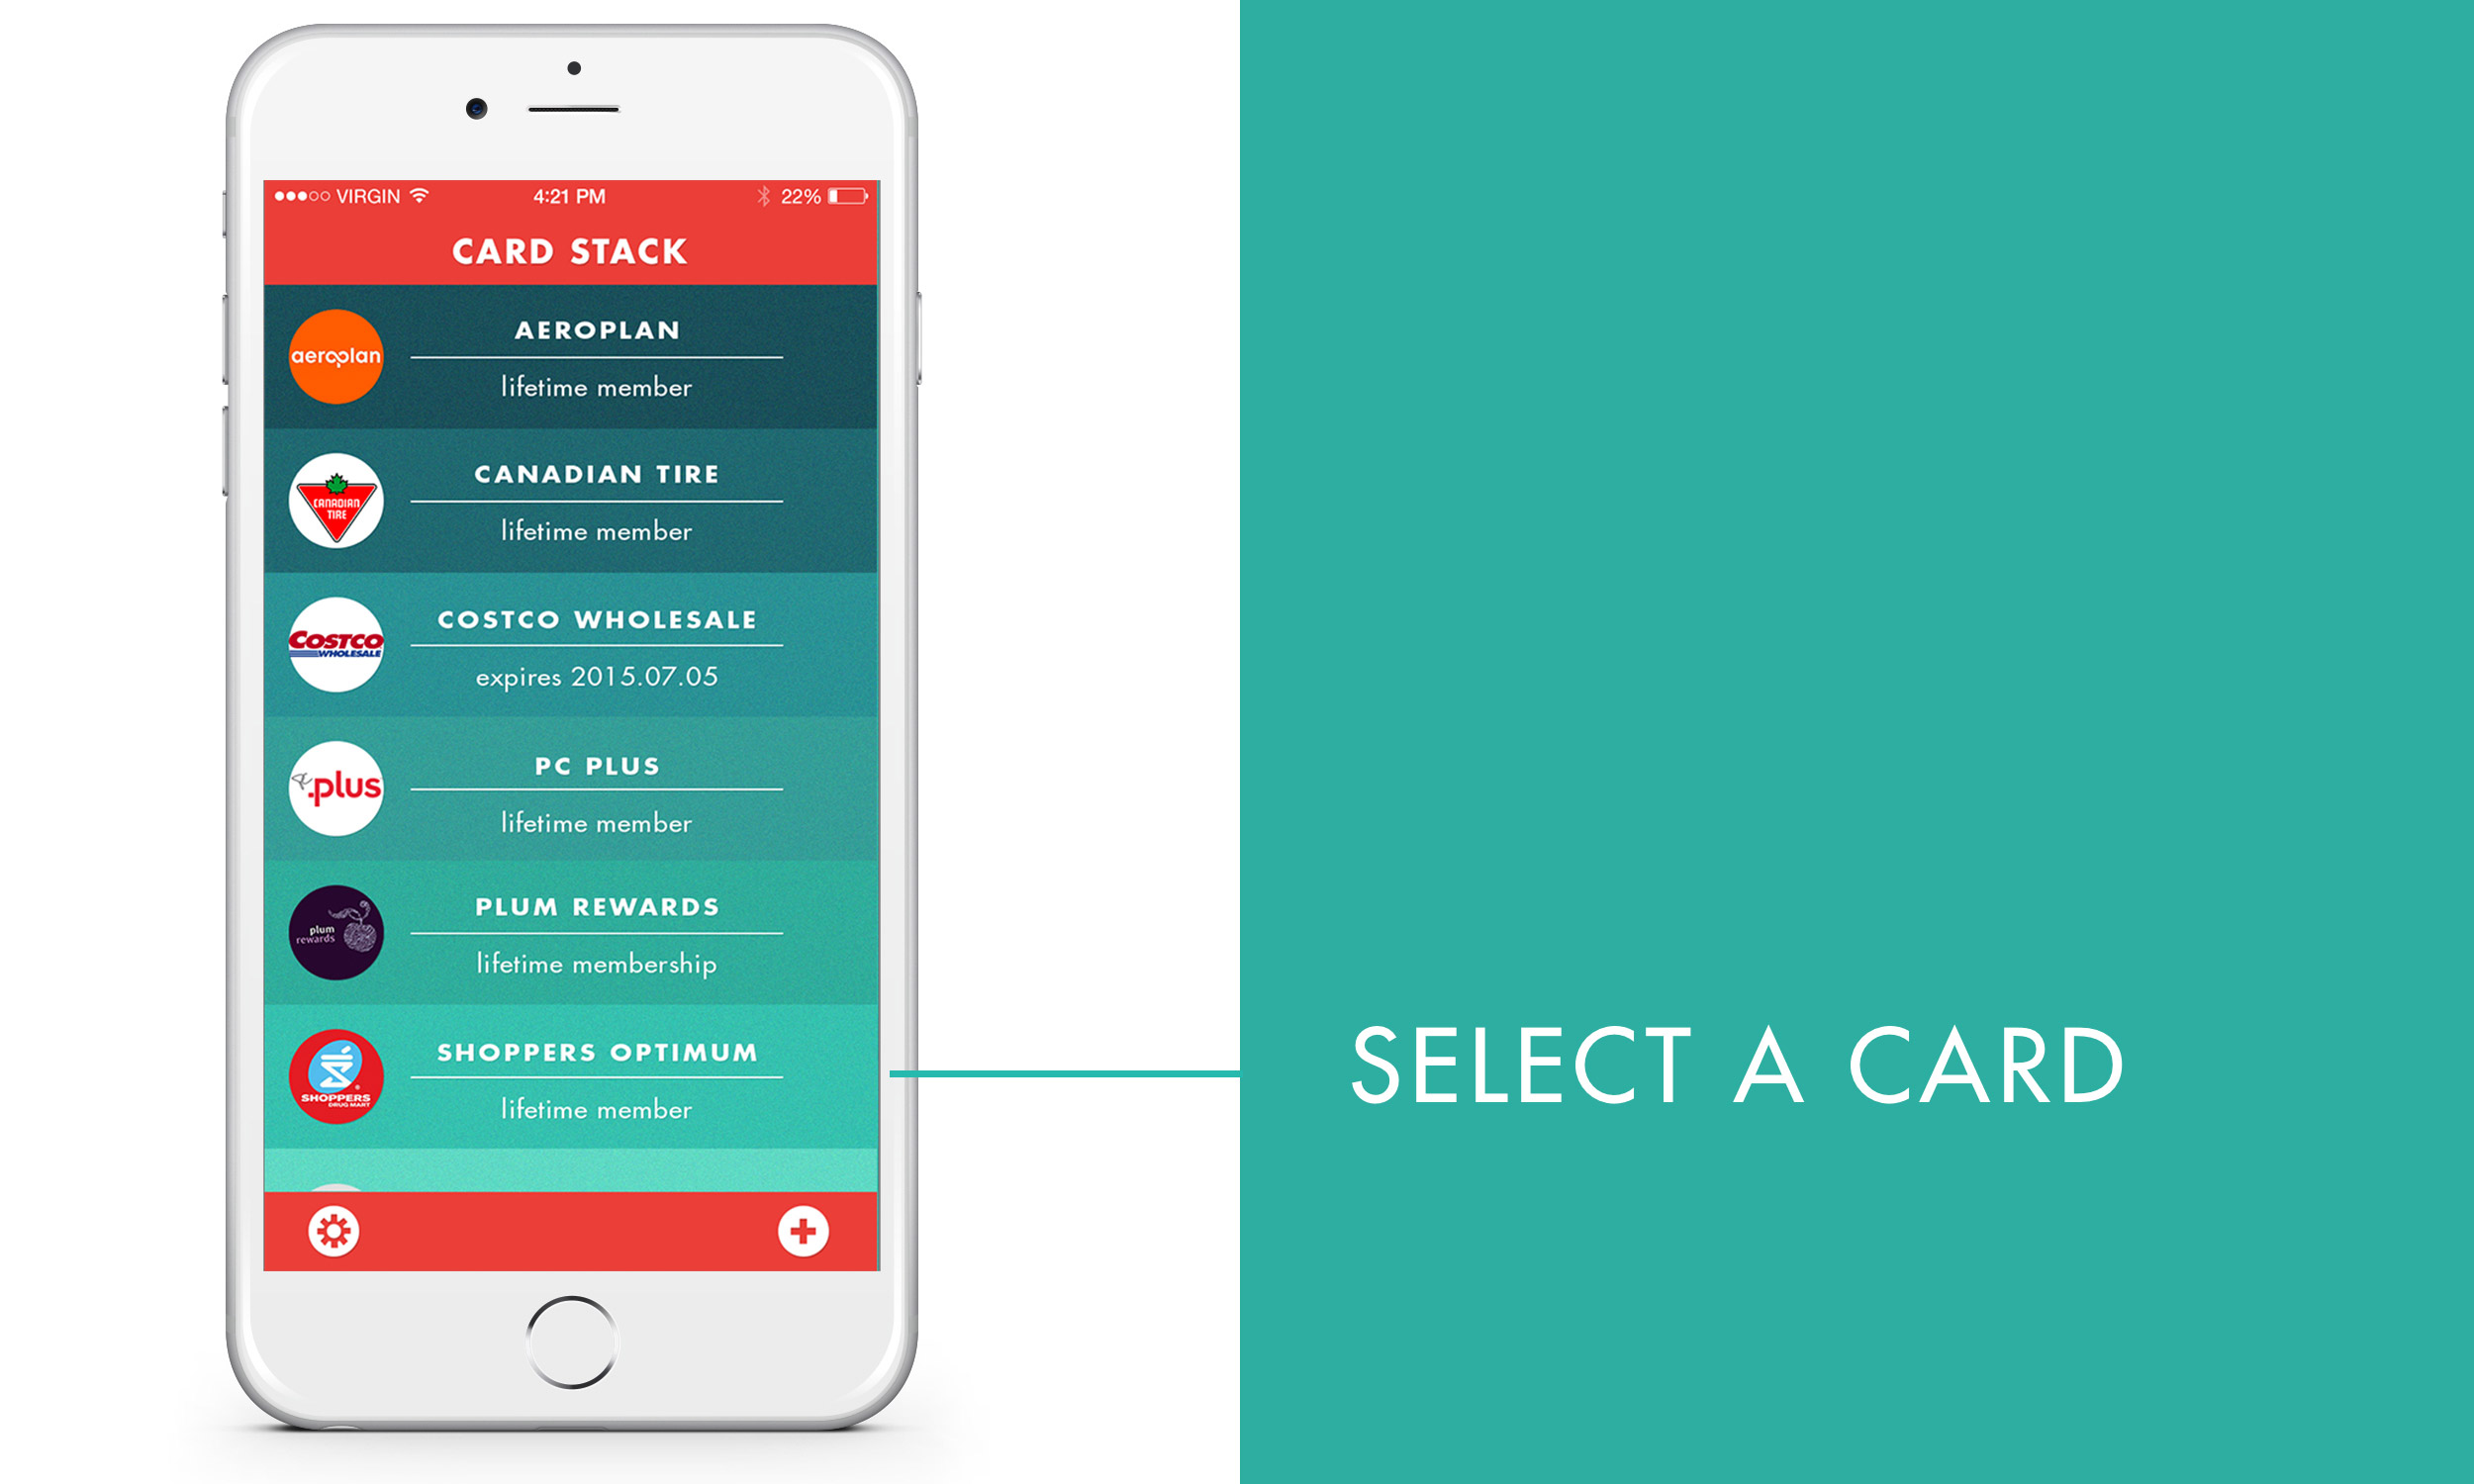 VIRGIN 4:21 PM 22%
CARD STACK
aeroplan
AEROPLAN
lifetime member
CANADIAN
TIRE
CANADIAN TIRE
lifetime member
COSTCO
WHOLESALE
COSTCO WHOLESALE
expires 2015.07.05
.plus
PC PLUS
lifetime member
plum
rewards
PLUM REWARDS
lifetime membership
SHOPPERS
DRUG MART
SHOPPERS OPTIMUM
lifetime member
SELECT A CARD